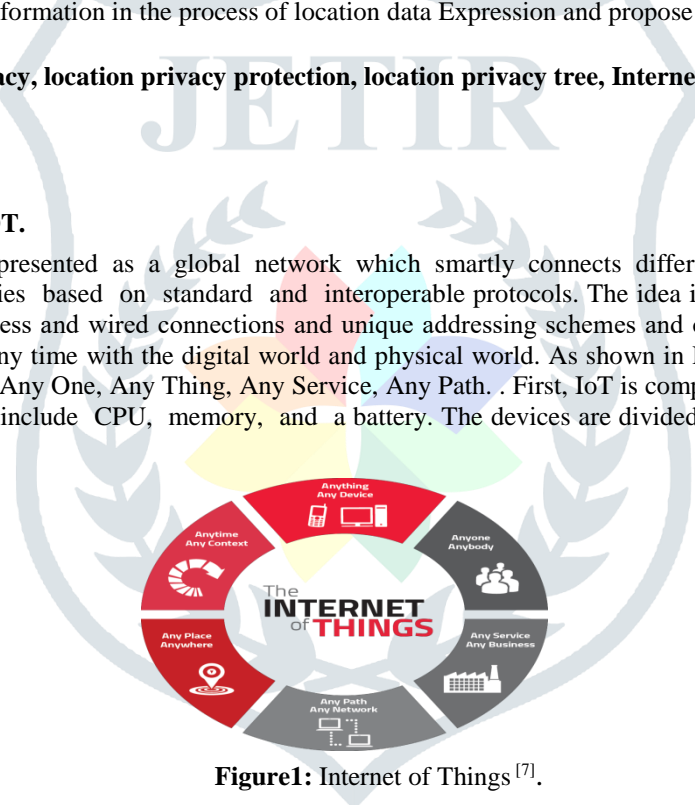 formation in the process of location data Expression and propose
acy, location privacy protection, location privacy tree, Interne
JETIR
OT.
presented as a global network which smartly connects differ
ies based on standard and interoperable protocols. The idea i
ess and wired connections and unique addressing schemes and
ny time with the digital world and physical world. As shown in
Any One, Any Thing, Any Service, Any Path. . First, IoT is comp
include CPU, memory, and a battery. The devices are divided
Anything
Any Device
Anytime
Any Context
Anyone
Anybody
The
INTERNET
of THINGS
Any Place
Anywhere
Any Service
Any Business
Any Path
Any Network
Figure1: Internet of Things [7].